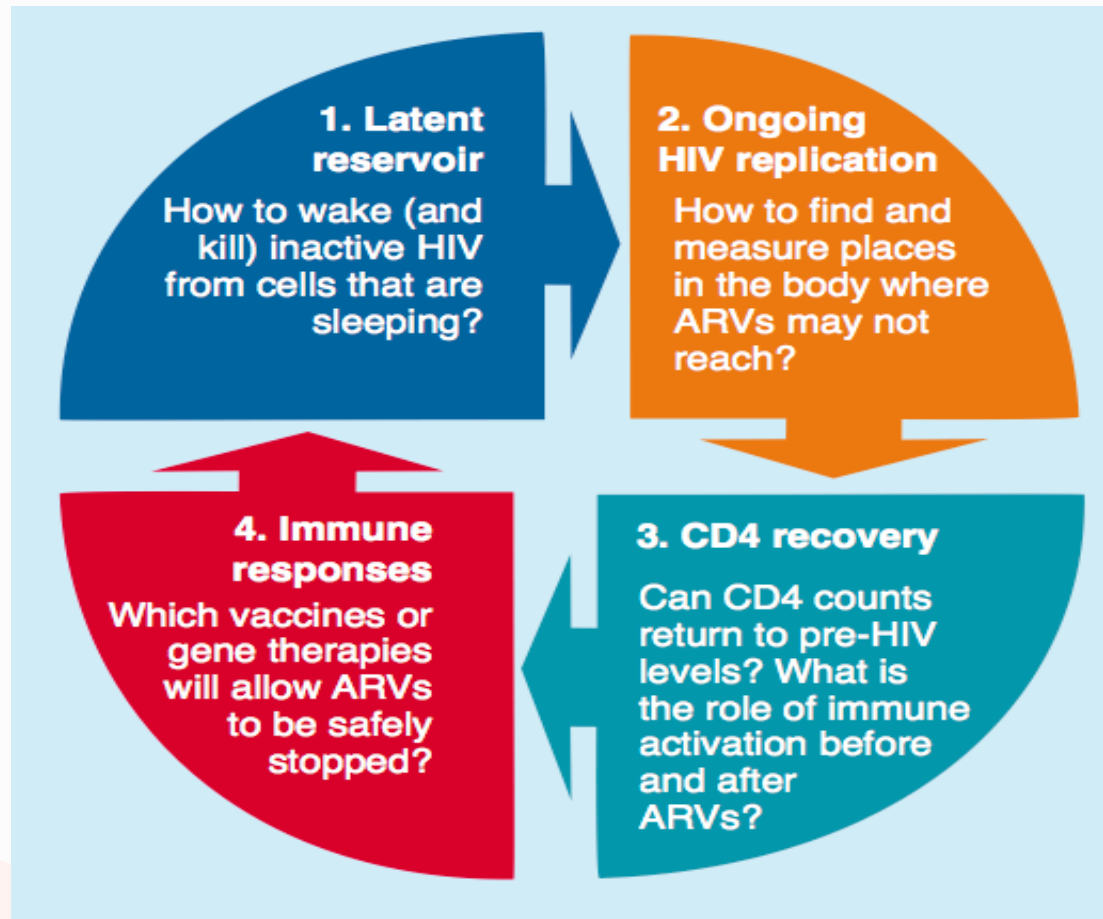 1. Latent
reservoir
How to wake (and
kill) inactive HIV
from cells that are
sleeping?
2. Ongoing
HIV replication
How to find and
measure places
in the body where
ARVs may not
reach?
3. CD4 recovery
Can CD4 counts
return to pre-HIV
levels? What is
the role of immune
activation before
and after
ARVs?
4. Immune
responses
Which vaccines or
gene therapies
will allow ARVs
to be safely
stopped?